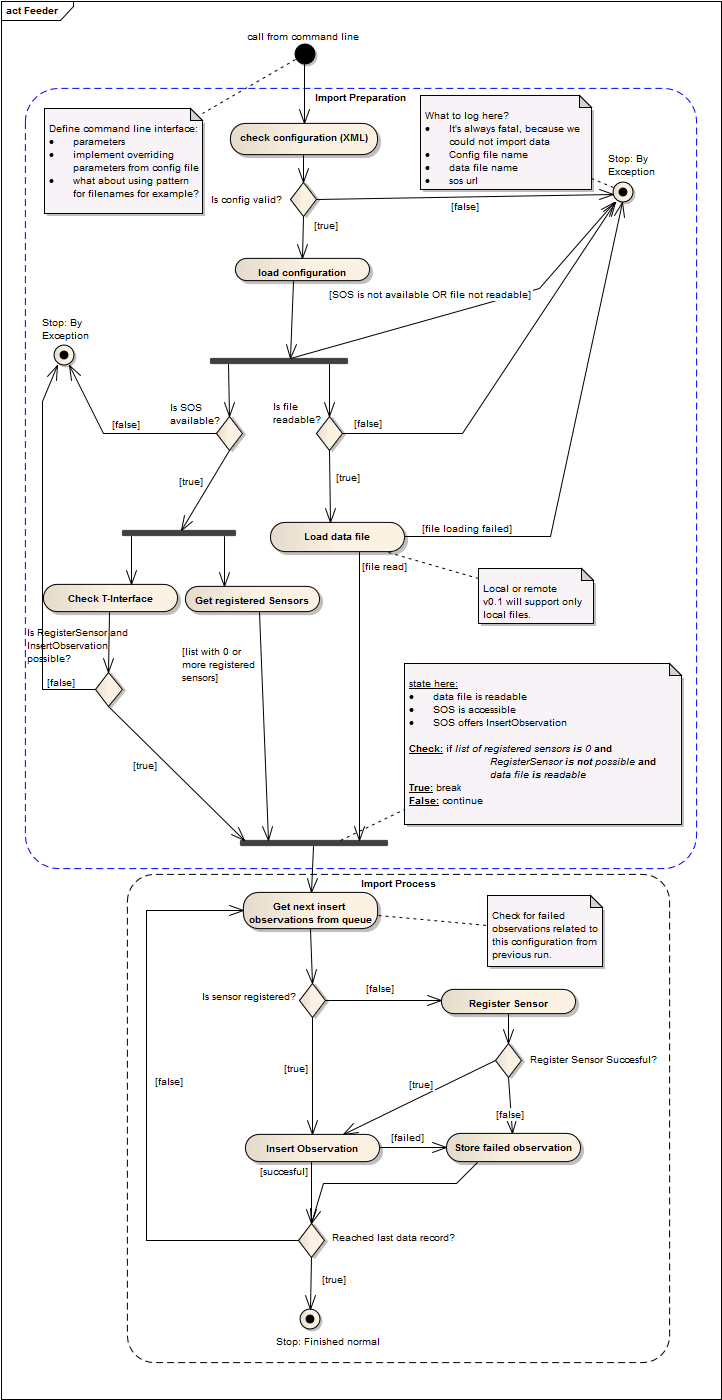 act Feeder
call from command line
Import Preparation
Define command line interface:
• parameters
• implement overriding
parameters from config file
• what about using pattern
for filenames for example?
check configuration (XML)
What to log here?
• It's always fatal, because we
could not import data
• Config file name
• data file name
• sos url
Stop: By
Exception
Is config valid?
[false]
[true]
load configuration
[SOS is not available OR file not readable]
Stop: By
Exception
Is SOS
available?
[false]
Is file
readable?
[false]
[true]
[true]
Load data file
[file loading failed]
[file read]
Check T-Interface
Get registered Sensors
Local or remote
v0.1 will support only
local files.
Is RegisterSensor and
InsertObservation
possible?
[false]
[list with 0 or
more registered
sensors]
[true]
state here:
• data file is readable
• SOS is accessible
• SOS offers InsertObservation
Check: if list of registered sensors is 0 and
RegisterSensor is not possible and
data file is readable
True: break
False: continue
Import Process
Get next insert
observations from queue
Check for failed
observations related to
this configuration from
previous run.
Is sensor registered?
[false]
Register Sensor
[true]
Register Sensor Succesful?
[false]
[true]
[false]
Insert Observation
[failed]
Store failed observation
[succesful]
Reached last data record?
[true]
Stop: Finished normal